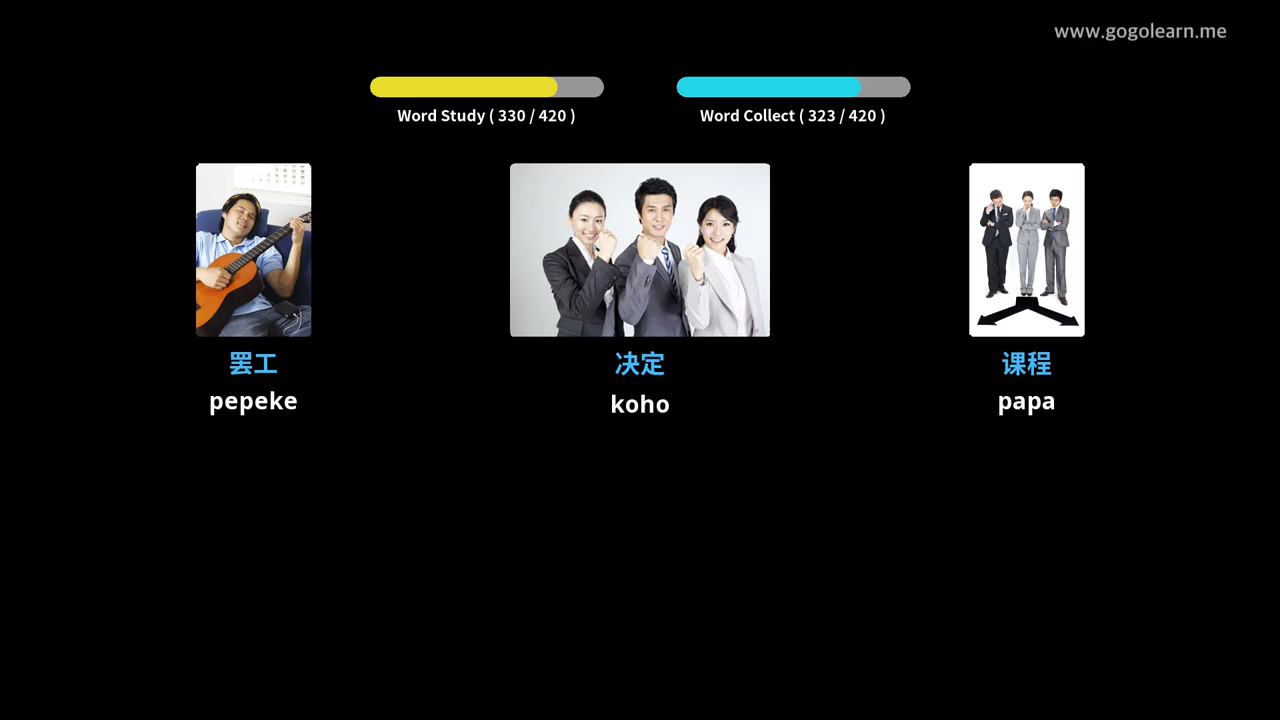 www.gogolearn.me
Word Study ( 330 / 420 )
Word Collect ( 323 / 420 )
罢工
决定
课程
pepeke
koho
papa